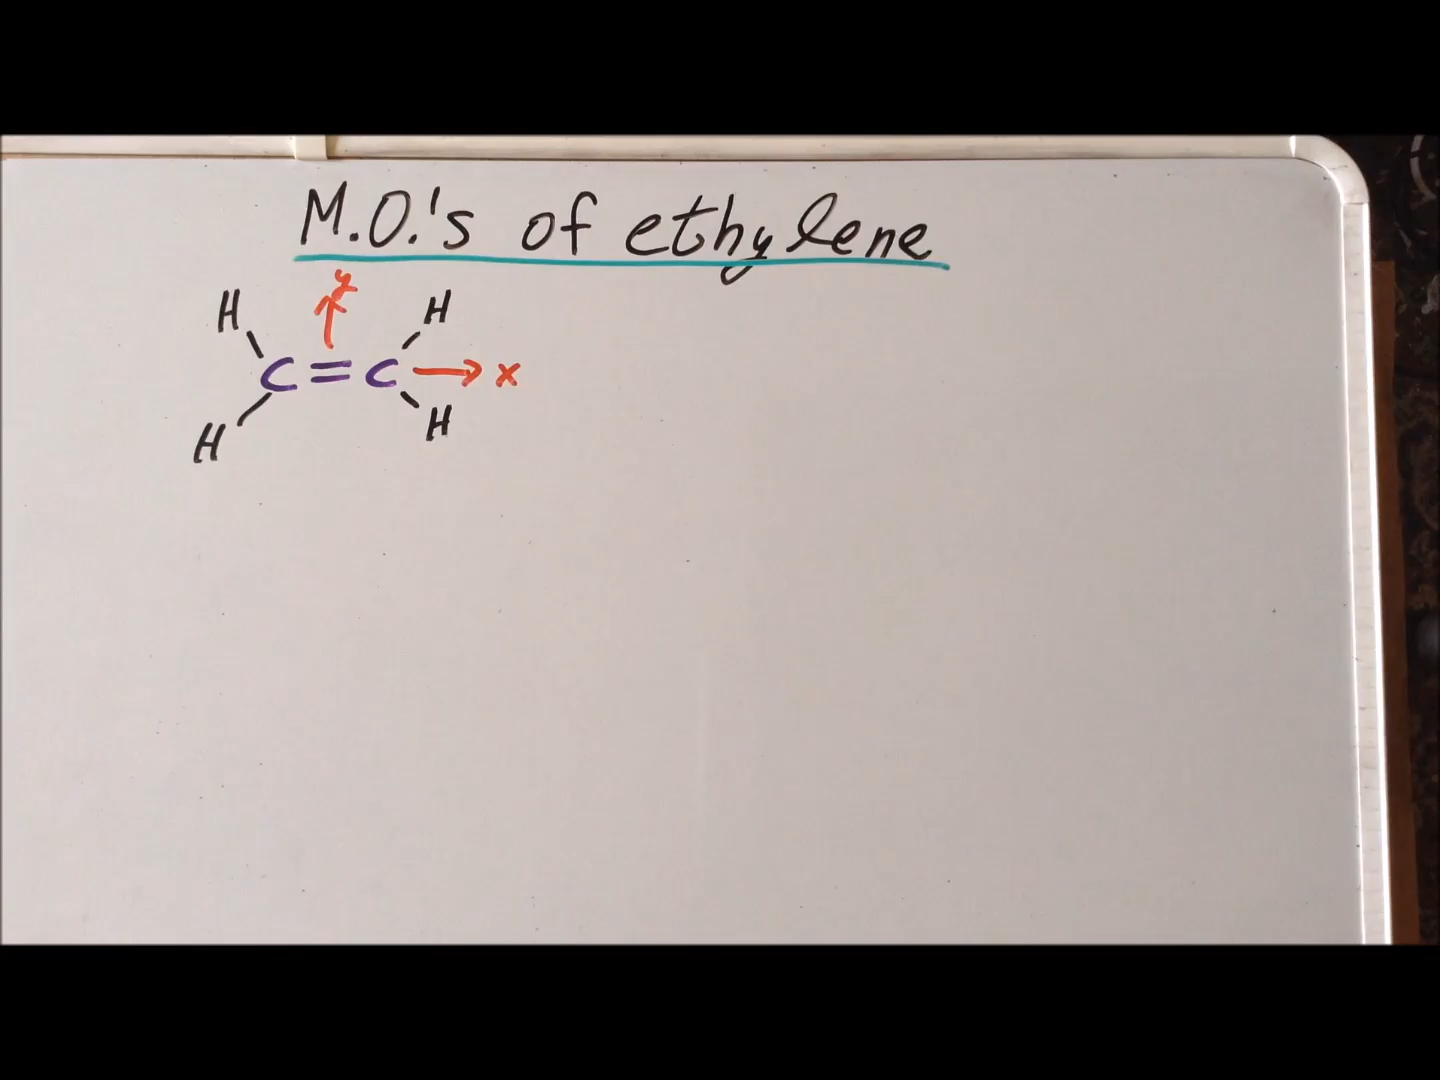 M.O.'s of ethylene
y
H H
C=C → x
H H